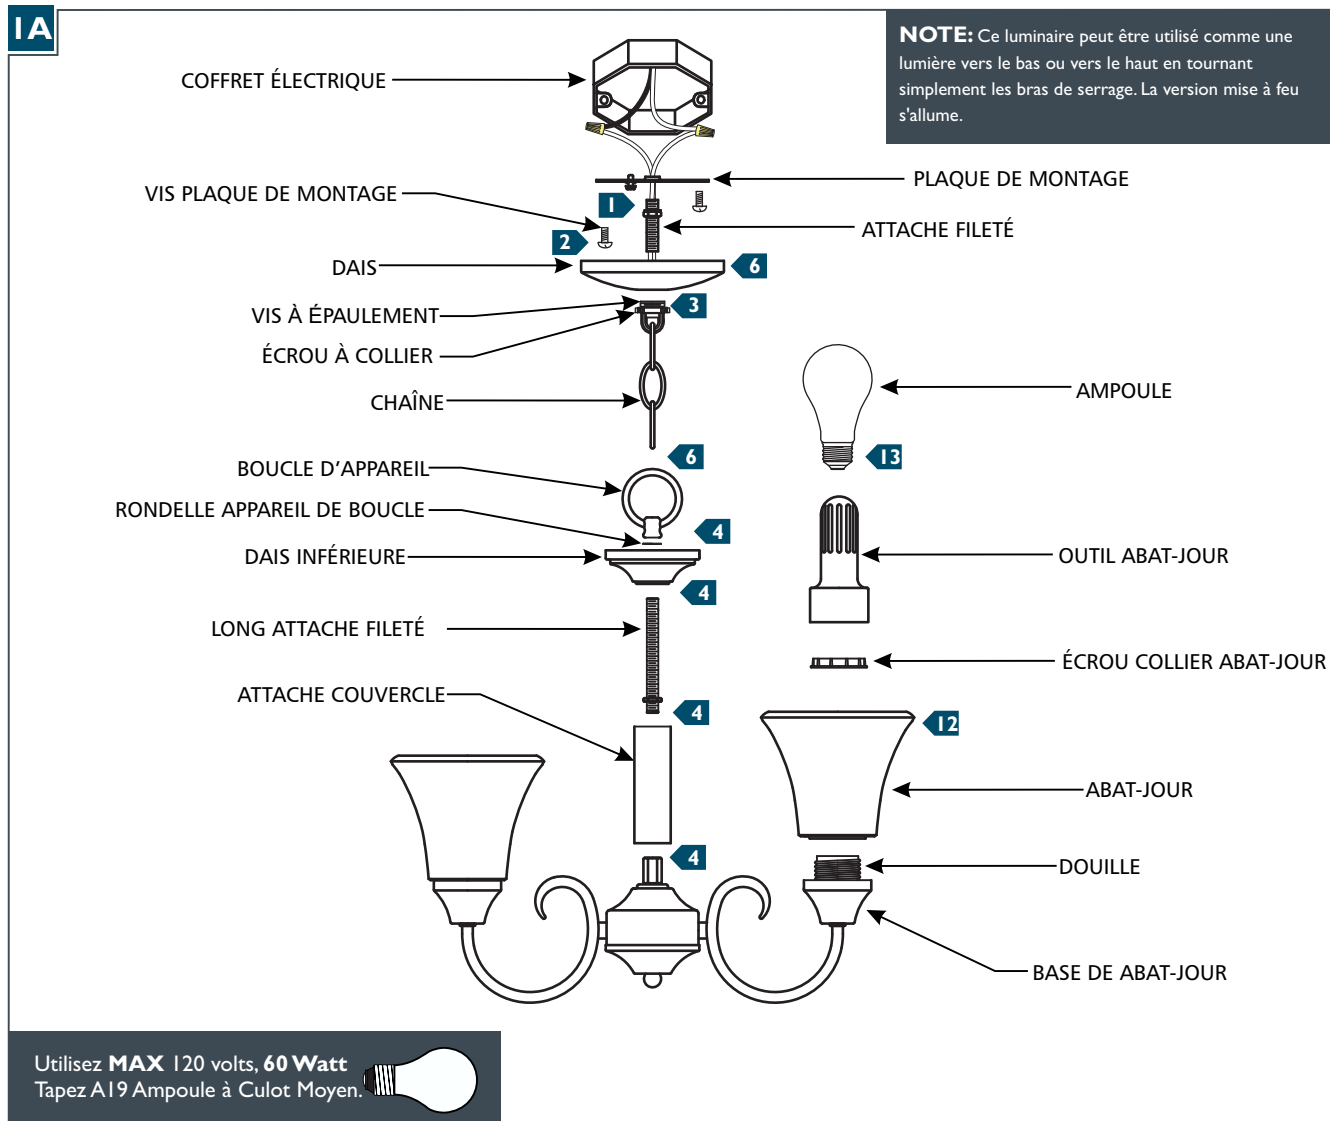 1A
NOTE: Ce luminaire peut être utilisé comme une
lumière vers le bas ou vers le haut en tournant
simplement les bras de serrage. La version mise à feu
s'allume.
COFFRET ÉLECTRIQUE
PLAQUE DE MONTAGE
VIS PLAQUE DE MONTAGE
1
ATTACHE FILETÉ
2
DAIS
6
VIS À ÉPAULEMENT
3
ÉCROU À COLLIER
CHAÎNE
AMPOULE
6
13
BOUCLE D'APPAREIL
RONDELLE APPAREIL DE BOUCLE
4
DAIS INFÉRIEURE
OUTIL ABAT-JOUR
4
LONG ATTACHE FILETÉ
ÉCROU COLLIER ABAT-JOUR
ATTACHE COUVERCLE
4
12
ABAT-JOUR
4
DOUILLE
BASE DE ABAT-JOUR
Utilisez MAX 120 volts, 60 Watt
Tapez A19 Ampoule à Culot Moyen.